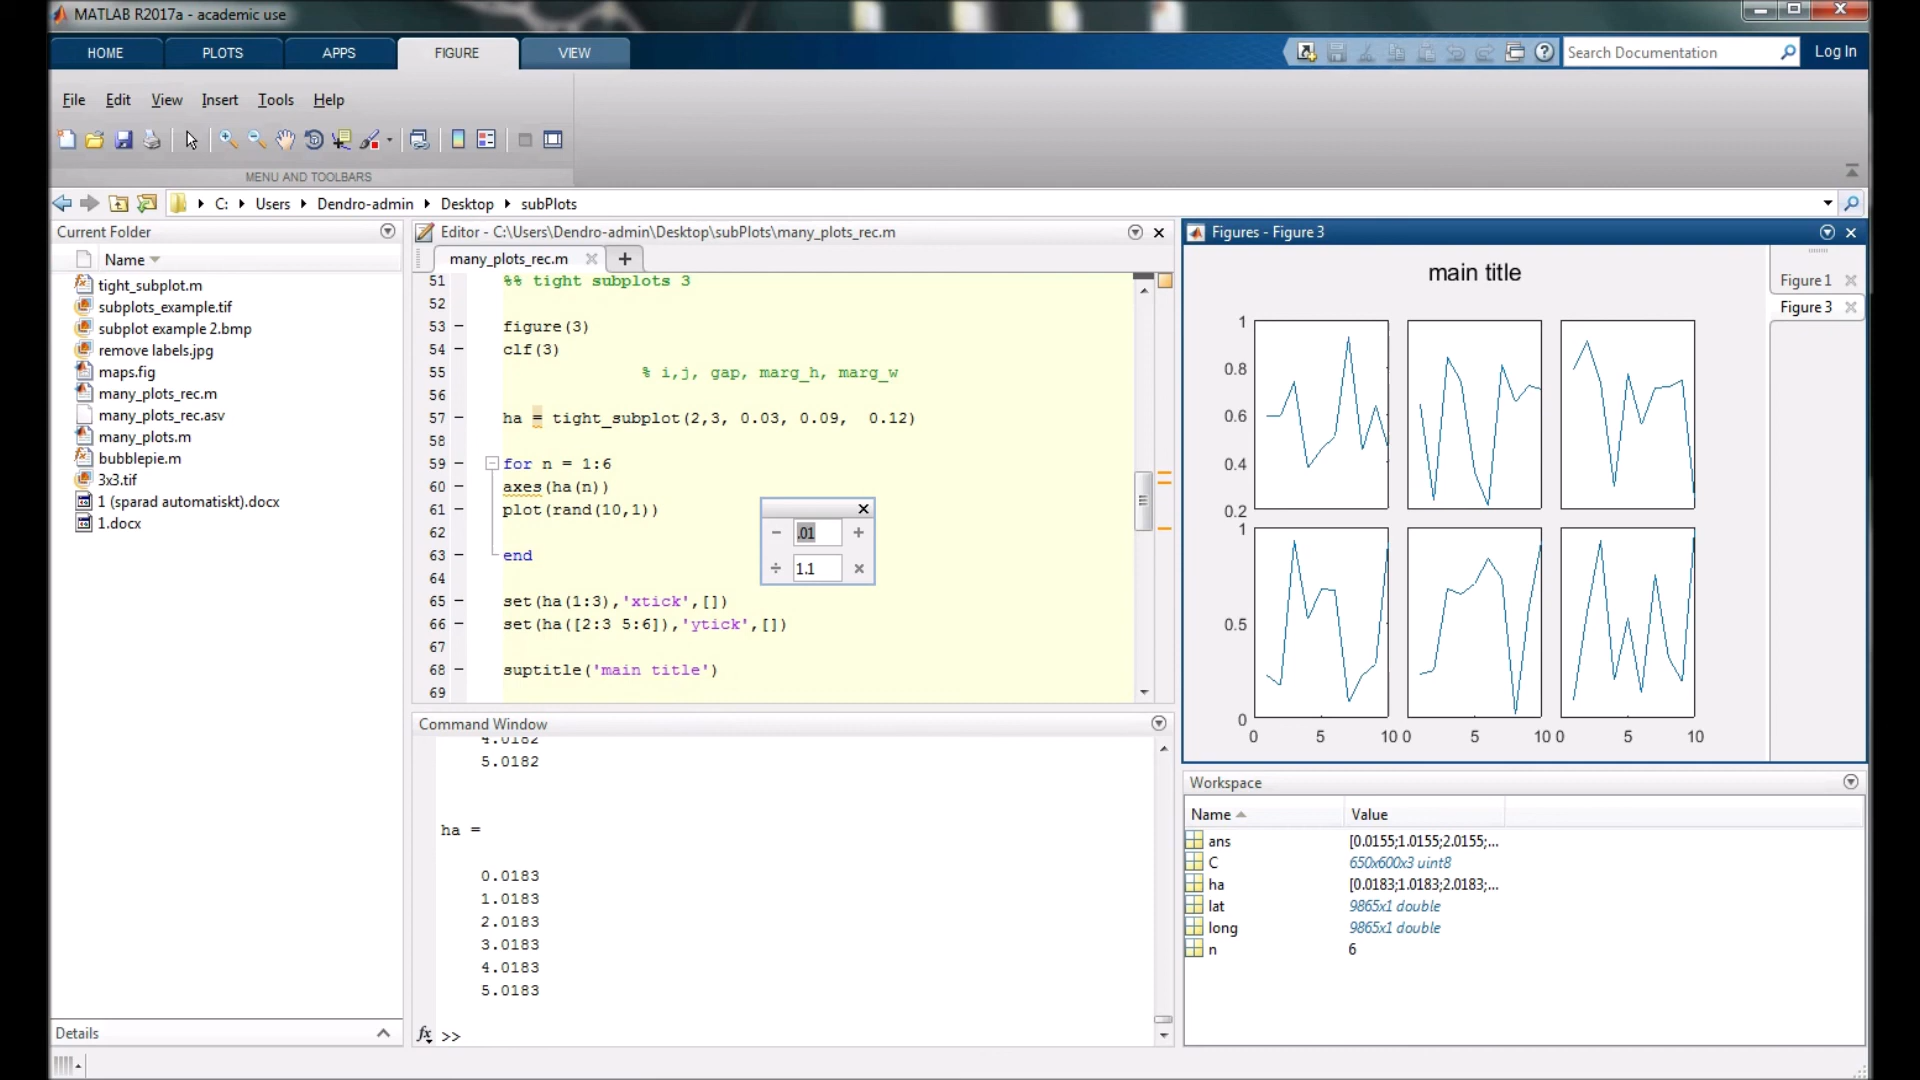 MATLAB R2017a - academic use
HOME PLOTS APPS FIGURE VIEW
Search Documentation
Log In
File Edit View Insert Tools Help
MENU AND TOOLBARS
C: Users Dendro-admin Desktop subPlots
Current Folder
Name
tight_subplot.m
subplots_example.tif
subplot example 2.bmp
remove labels.jpg
maps.fig
many_plots_rec.m
many_plots_rec.asv
many_plots.m
bubblepie.m
3x3.tif
1 (sparad automatiskt).docx
1.docx
Details
Editor - C:\Users\Dendro-admin\Desktop\subPlots\many_plots_rec.m
many_plots_rec.m
51 %% tight subplots 3
52
53 – figure(3)
54 – clf(3)
55 % i,j, gap, marg_h, marg_w
56
57 – ha = tight_subplot(2,3, 0.03, 0.09, 0.12)
58
59 – for n = 1:6
60 – axes(ha(n))
61 – plot(rand(10,1))
62
63 – end
64
65 – set(ha(1:3),'xtick',[])
66 – set(ha([2:3 5:6]),'ytick',[])
67
68 – suptitle('main title')
69
− .01 +
÷ 1.1 ×
Command Window
4.0182
5.0182
ha =
0.0183
1.0183
2.0183
3.0183
4.0183
5.0183
fx >>
Figures - Figure 3
Figure 1
Figure 3
main title
1
0.8
0.6
0.4
0.2
1
0.5
0
0 5 10 0 5 10 0 5 10
Workspace
Name Value
ans [0.0155;1.0155;2.0155;...
C 650x600x3 uint8
ha [0.0183;1.0183;2.0183;...
lat 9865x1 double
long 9865x1 double
n 6